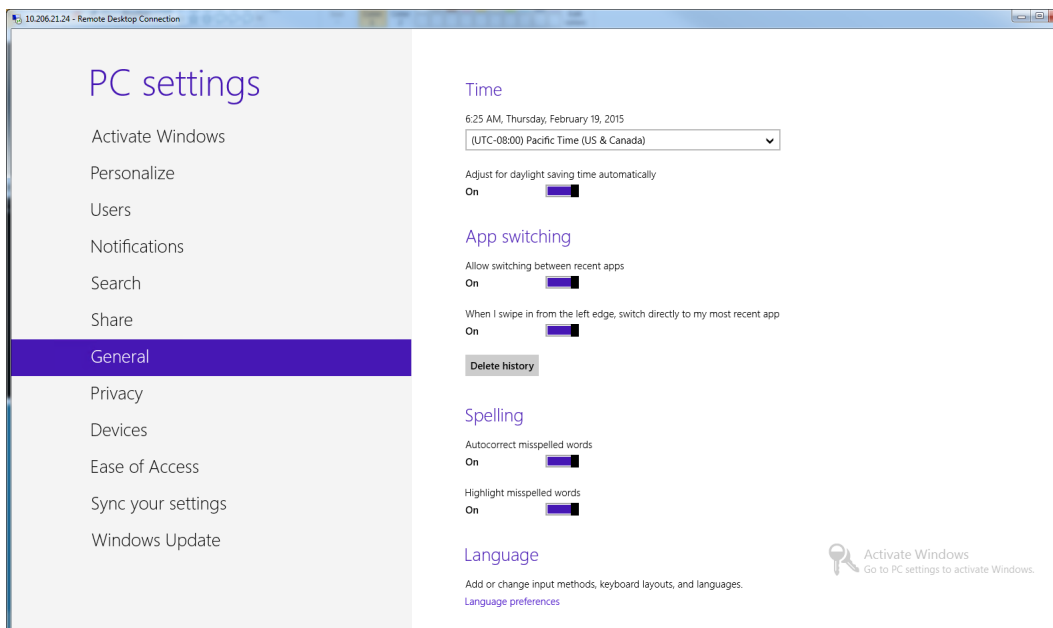 10.206.21.24 - Remote Desktop Connection
PC settings
Activate Windows
Personalize
Users
Notifications
Search
Share
General
Privacy
Devices
Ease of Access
Sync your settings
Windows Update
Time
6:25 AM, Thursday, February 19, 2015
(UTC-08:00) Pacific Time (US & Canada)
Adjust for daylight saving time automatically
On
App switching
Allow switching between recent apps
On
When I swipe in from the left edge, switch directly to my most recent app
On
Delete history
Spelling
Autocorrect misspelled words
On
Highlight misspelled words
On
Language
Add or change input methods, keyboard layouts, and languages.
Language preferences
Activate Windows
Go to PC settings to activate Windows.